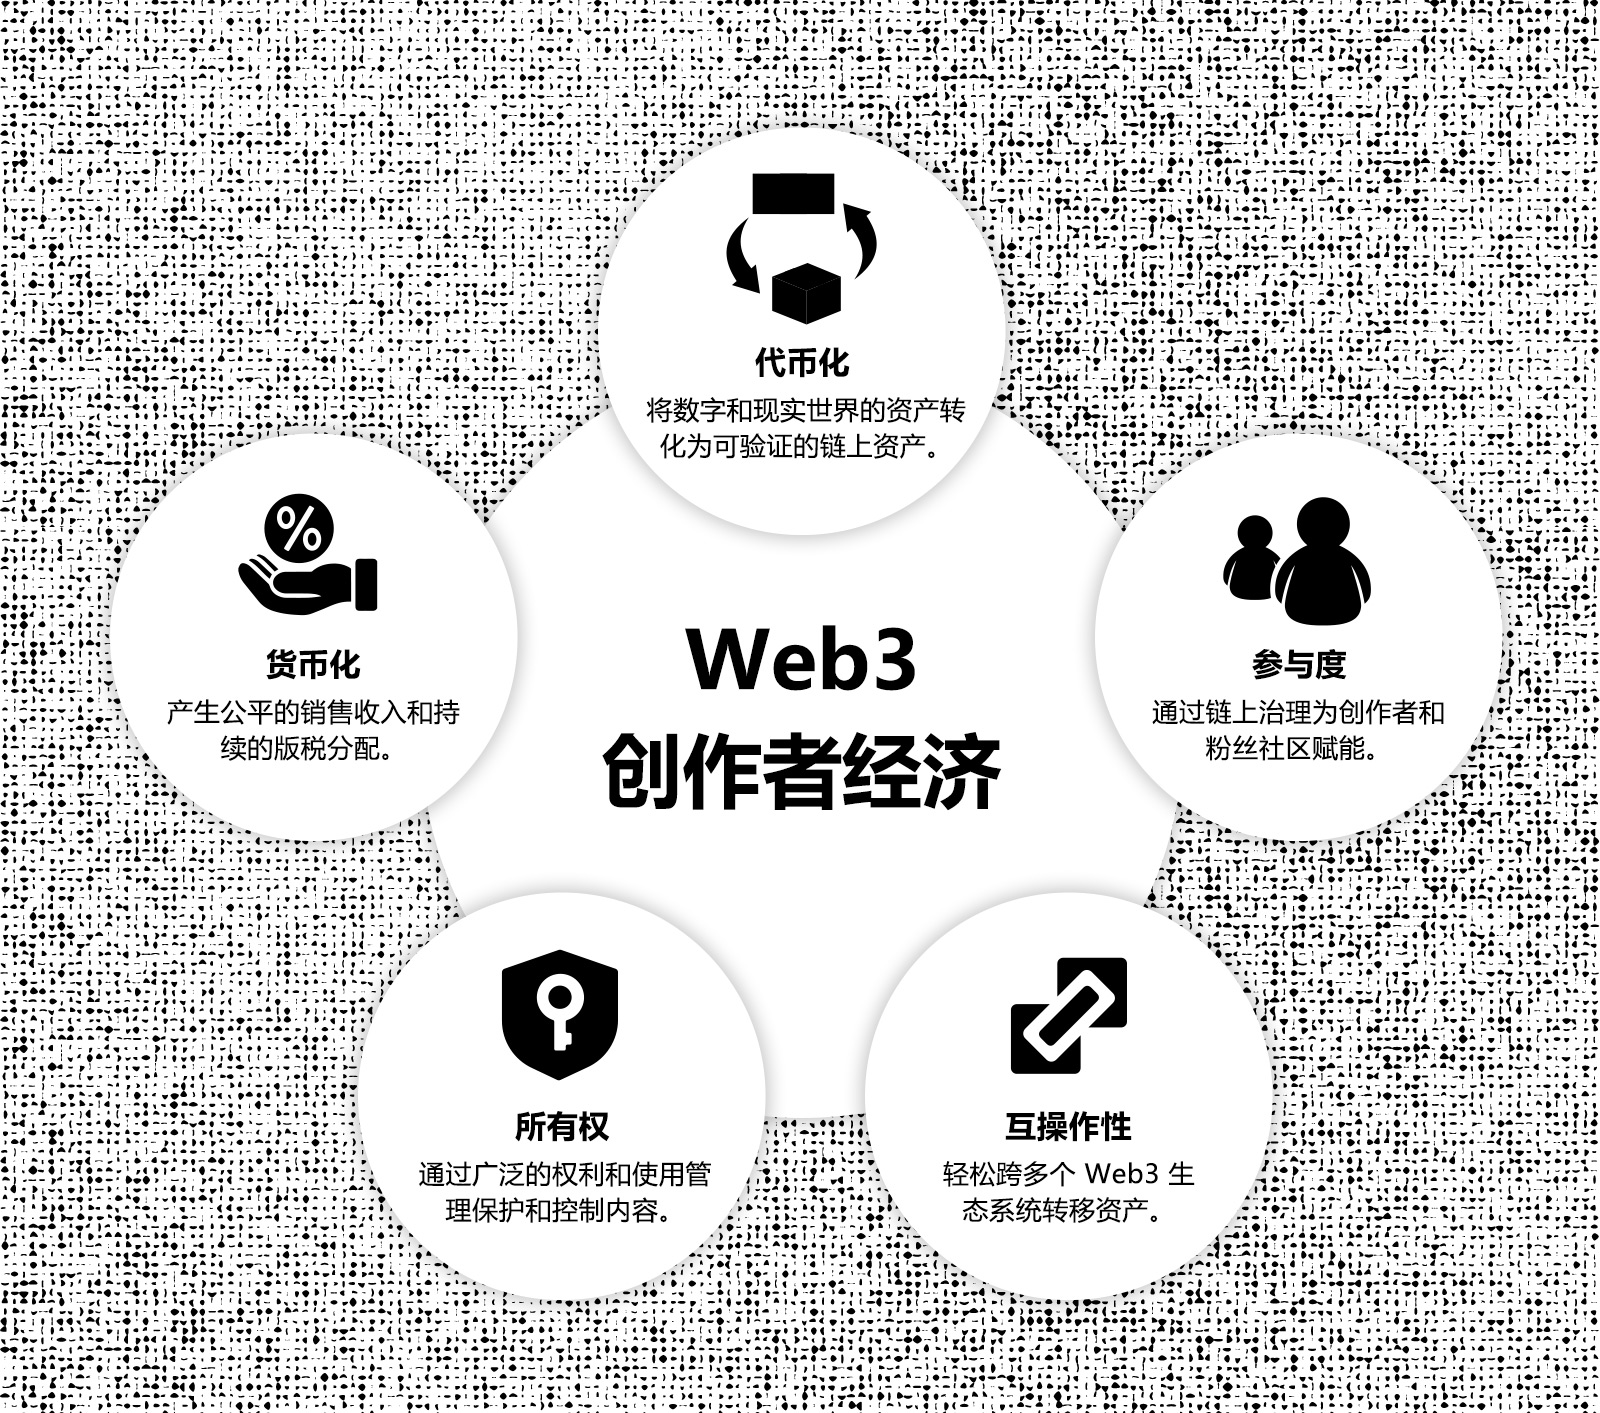 代币化
将数字和现实世界的资产转
化为可验证的链上资产。
%
货币化
产生公平的销售收入和持
续的版税分配。
参与度
通过链上治理为创作者和
粉丝社区赋能。
Web3
创作者经济
所有权
通过广泛的权利和使用管
理保护和控制内容。
互操作性
轻松跨多个 Web3 生
态系统转移资产。